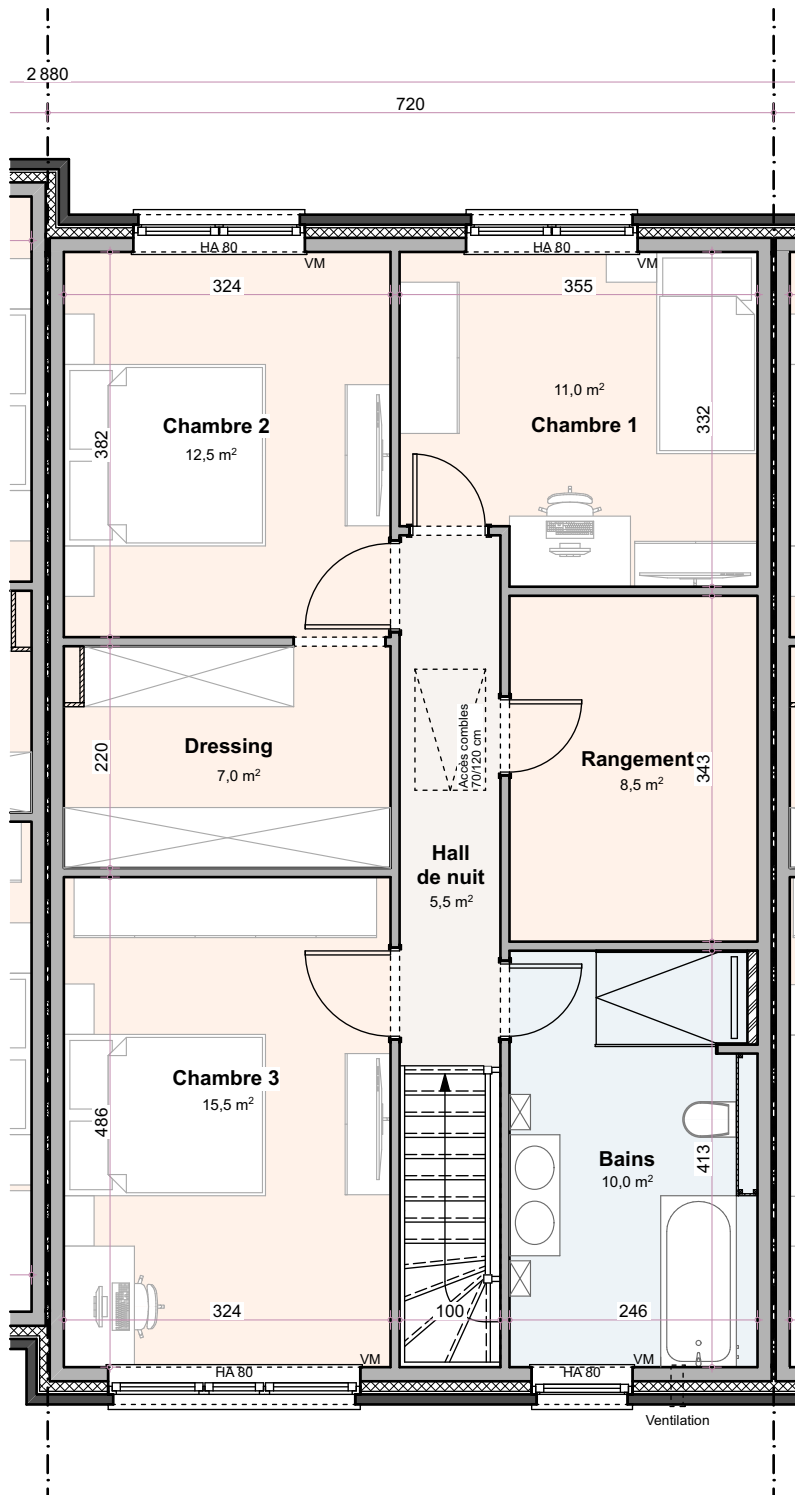 2 880
720
HA 80
VM
HA 80
VM
324
355
11,0 m²
Chambre 1
332
Chambre 2
12,5 m²
382
Accès combles
70/120 cm
Dressing
7,0 m²
220
Rangement
8,5 m²
343
Hall
de nuit
5,5 m²
Chambre 3
15,5 m²
486
Bains
10,0 m²
413
324
100
246
VM
HA 80
VM
HA 80
Ventilation